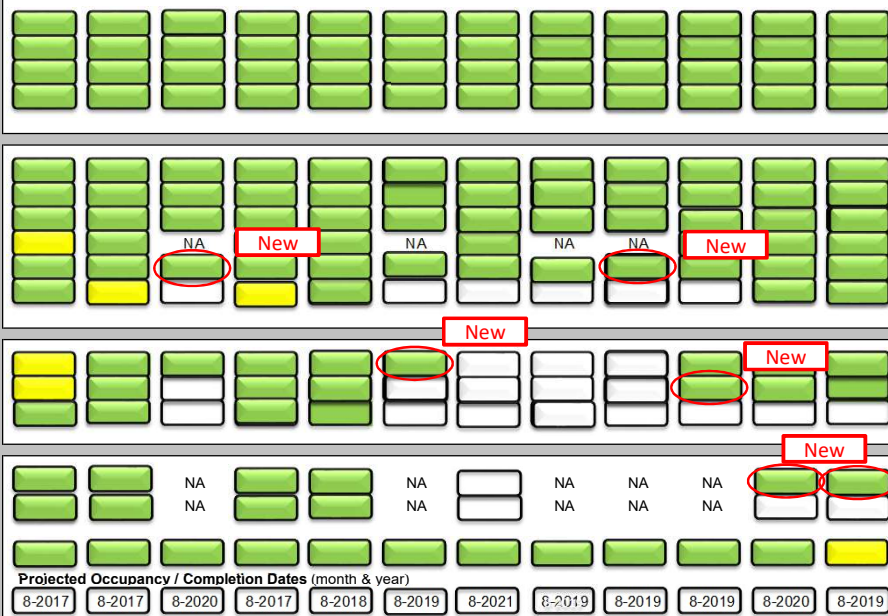 NA New NA NA NA New
New
New
New
NA NA NA NA NA
NA NA NA NA NA
Projected Occupancy / Completion Dates (month & year)
8-2017 8-2017 8-2020 8-2017 8-2018 8-2019 8-2021 8-2019 8-2019 8-2019 8-2020 8-2019